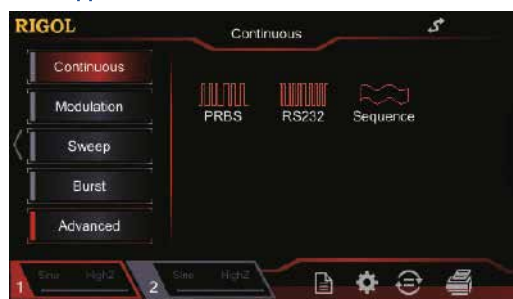 RIGOL
Continuous
Continuous
Modulation
Sweep
Burst
Advanced
PRBS RS232 Sequence
1 Sine HighZ 2 Sine HighZ